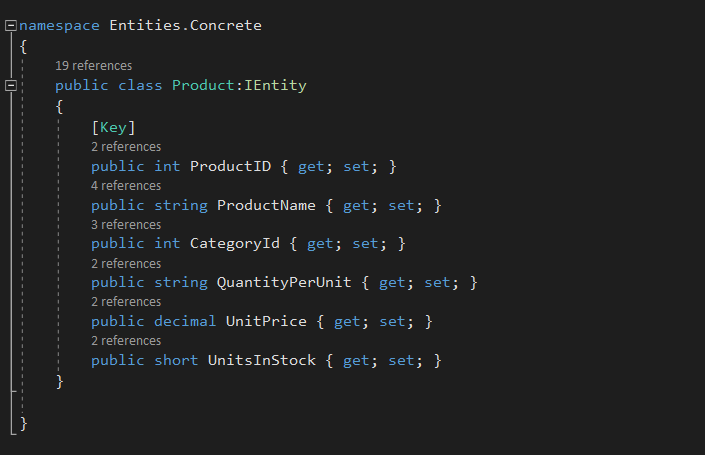 namespace Entities.Concrete
{
19 references
public class Product:IEntity
{
[Key]
2 references
public int ProductID { get; set; }
4 references
public string ProductName { get; set; }
3 references
public int CategoryId { get; set; }
2 references
public string QuantityPerUnit { get; set; }
2 references
public decimal UnitPrice { get; set; }
2 references
public short UnitsInStock { get; set; }
}
}